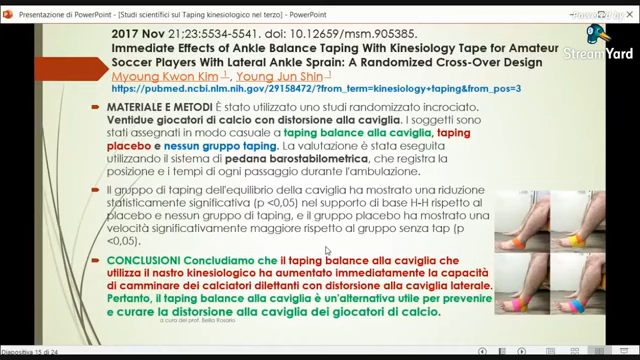 Presentazione di PowerPoint - [Studi scientifici sul Taping kinesiologico nel terzo] - PowerPoint
Powered by
StreamYard
2017 Nov 21;23:5534-5541. doi: 10.12659/msm.905385.
Immediate Effects of Ankle Balance Taping With Kinesiology Tape for Amateur
Soccer Players With Lateral Ankle Sprain: A Randomized Cross-Over Design
Myoung Kwon Kim 1, Young Jun Shin 1
https://pubmed.ncbi.nlm.nih.gov/29158472/?from_term=kinesiology+taping&from_pos=3
MATERIALE E METODI È stato utilizzato uno studi randomizzato incrociato.
Ventidue giocatori di calcio con distorsione alla caviglia. I soggetti sono
stati assegnati in modo casuale a taping balance alla caviglia, taping
placebo e nessun gruppo taping. La valutazione è stata eseguita
utilizzando il sistema di pedana barostabilometrica, che registra la
posizione e i tempi di ogni passaggio durante l'ambulazione.
Il gruppo di taping dell'equilibrio della caviglia ha mostrato una riduzione
statisticamente significativa (p <0,05) nel supporto di base H-H rispetto al
placebo e nessun gruppo di taping, e il gruppo placebo ha mostrato una
velocità significativamente maggiore rispetto al gruppo senza tap (p
<0,05).
CONCLUSIONI Concludiamo che il taping balance alla caviglia che
utilizza il nastro kinesiologico ha aumentato immediatamente la capacità
di camminare dei calciatori dilettanti con distorsione alla caviglia laterale.
Pertanto, il taping balance alla caviglia è un'alternativa utile per prevenire
e curare la distorsione alla caviglia dei giocatori di calcio.
a cura del prof. Bellia Rosario
Diapositiva 15 di 24